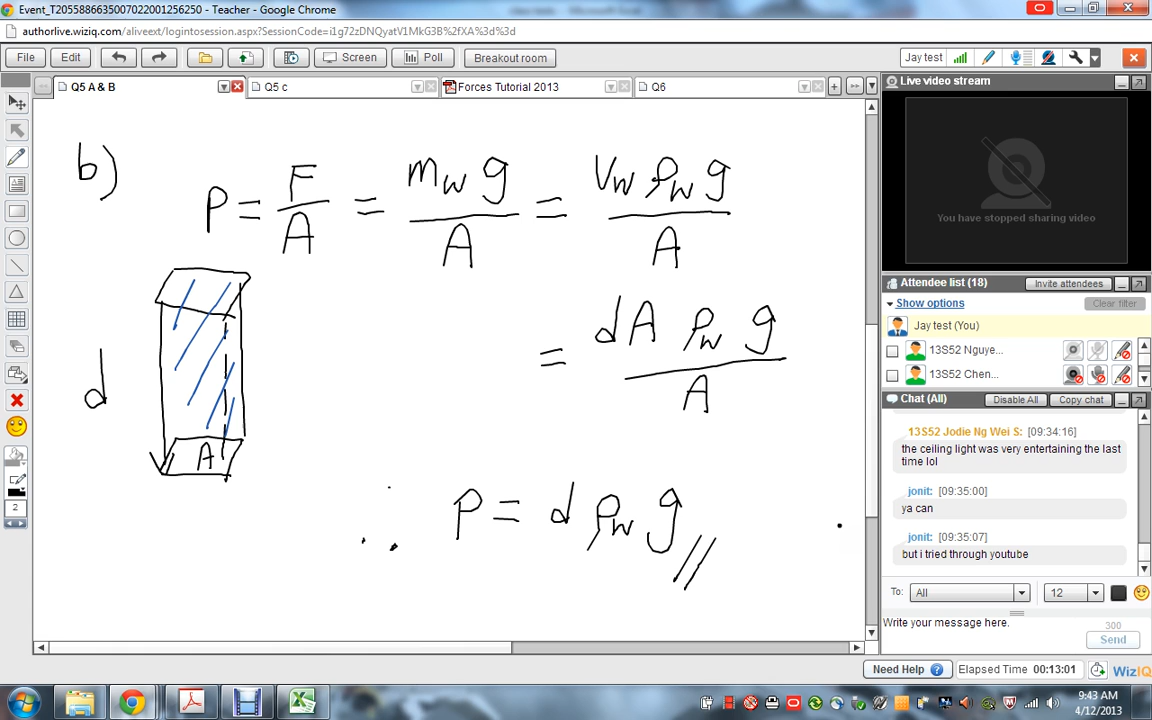 Event_T20558866350070220012562​50 - Teacher - Google Chrome
authorlive.wiziq.com/aliveext/logintosession.aspx?SessionCode=i1g72zDNQyatV1MkG3B%2fXA%3d%3d
File Edit Screen Poll Breakout room Jay test
Q5 A & B Q5 c Forces Tutorial 2013 Q6
b)
P = F/A = m_w g / A = V_w ρ_w g / A
= d A ρ_w g / A
d
A
∴ P = d ρ_w g //
2
Live video stream
You have stopped sharing video
Attendee list (18) Invite attendees
Show options Clear filter
Jay test (You)
13S52 Nguye...
13S52 Chen...
Chat (All) Disable All Copy chat
13S52 Jodie Ng Wei S: [09:34:16]
the ceiling light was very entertaining the last
time lol
jonit: [09:35:00]
ya can
jonit: [09:35:07]
but i tried through youtube
To: All 12
Write your message here.
300
Send
Need Help ? Elapsed Time 00:13:01 WizIQ
9:43 AM
4/12/2013